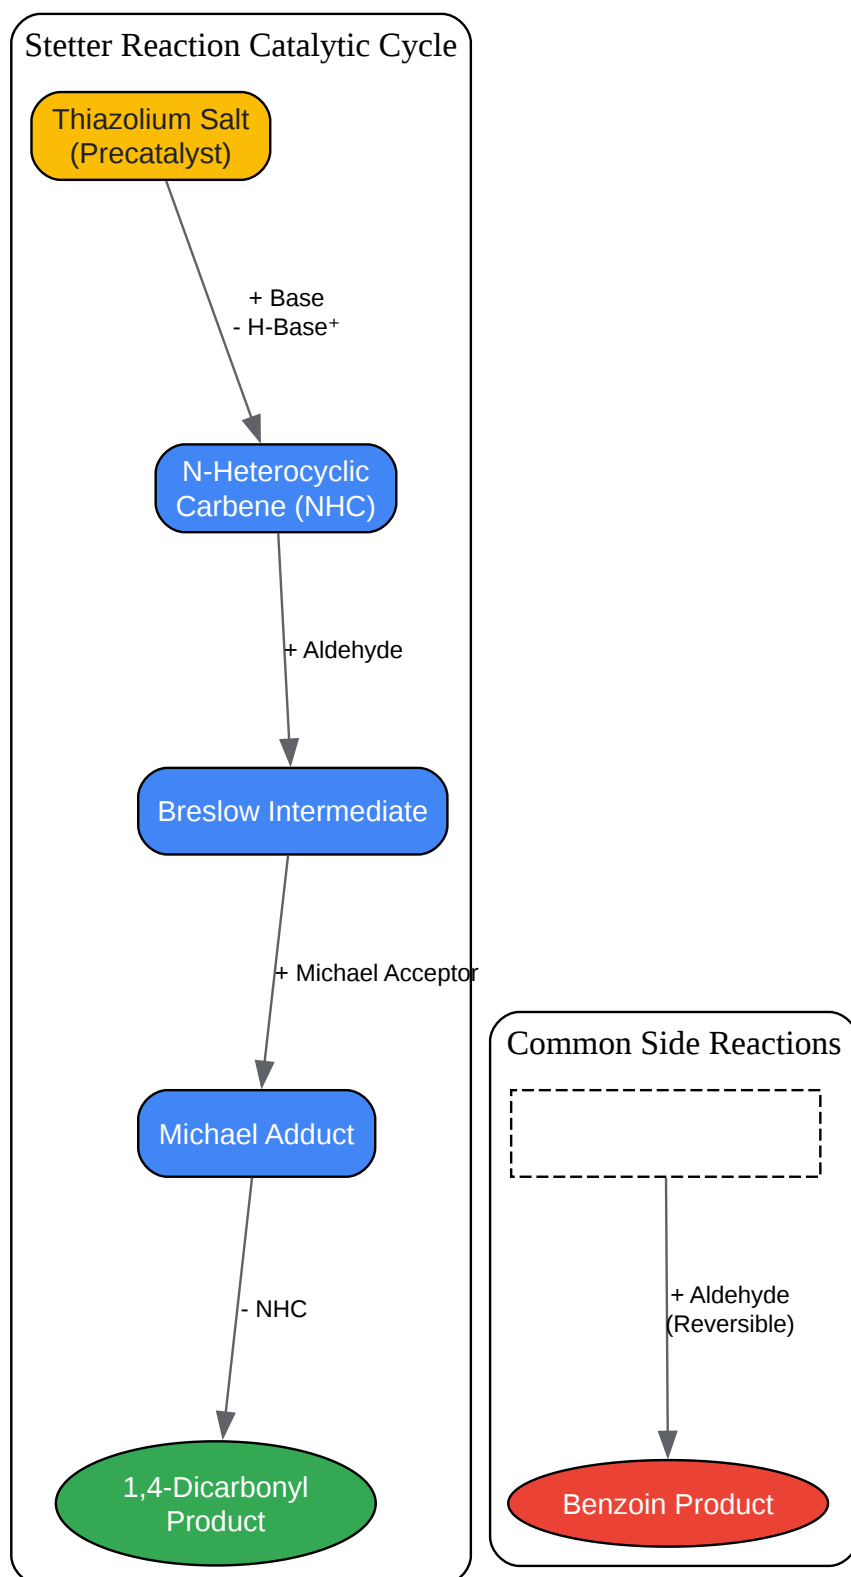 Stetter Reaction Catalytic Cycle
Thiazolium Salt
(Precatalyst)
+ Base
- H-Base⁺
N-Heterocyclic
Carbene (NHC)
+ Aldehyde
Breslow Intermediate
+ Michael Acceptor
Michael Adduct
- NHC
1,4-Dicarbonyl
Product
Common Side Reactions
+ Aldehyde
(Reversible)
Benzoin Product